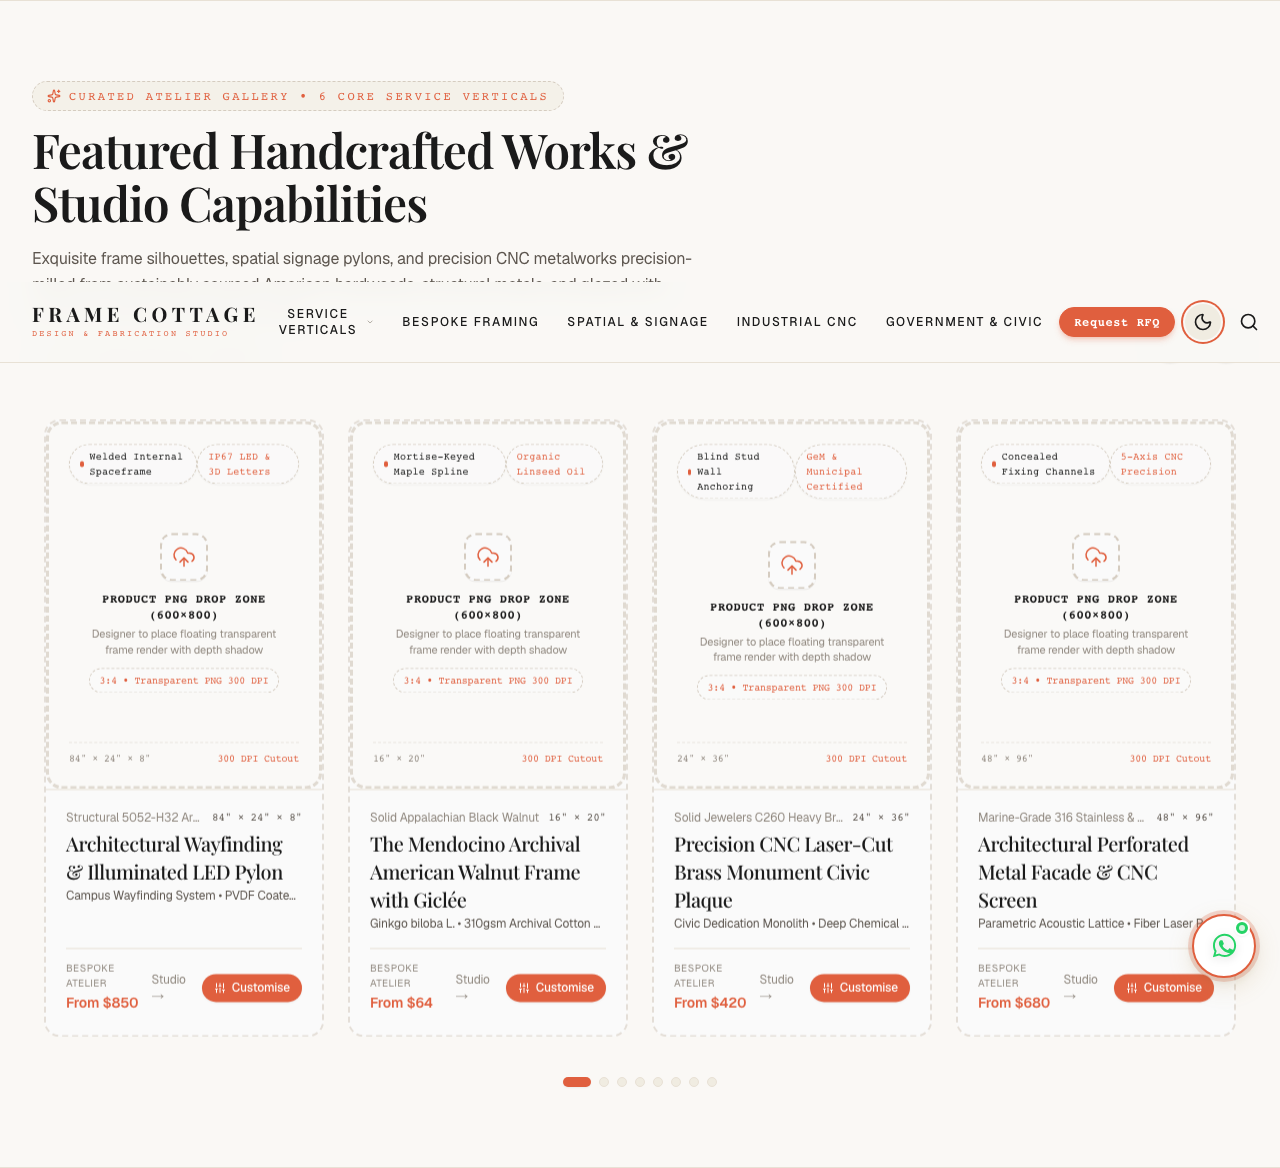 CURATED ATELIER GALLERY • 6 CORE SERVICE VERTICALS
Featured Handcrafted Works &
Studio Capabilities
Exquisite frame silhouettes, spatial signage pylons, and precision CNC metalworks precision-
milled from sustainably sourced American hardwoods, structural metals, and glazed with
FRAME COTTAGE
DESIGN & FABRICATION STUDIO
SERVICE
VERTICALS
BESPOKE FRAMING
SPATIAL & SIGNAGE
INDUSTRIAL CNC
GOVERNMENT & CIVIC
Request RFQ
Welded Internal
Spaceframe
IP67 LED &
3D Letters
PRODUCT PNG DROP ZONE
(600×800)
Designer to place floating transparent
frame render with depth shadow
3:4 • Transparent PNG 300 DPI
84" × 24" × 8"
300 DPI Cutout
Structural 5052-H32 Ar...
84" × 24" × 8"
Architectural Wayfinding
& Illuminated LED Pylon
Campus Wayfinding System • PVDF Coate...
BESPOKE
ATELIER
From $850
Studio
→
Customise
Mortise-Keyed
Maple Spline
Organic
Linseed Oil
PRODUCT PNG DROP ZONE
(600×800)
Designer to place floating transparent
frame render with depth shadow
3:4 • Transparent PNG 300 DPI
16" × 20"
300 DPI Cutout
Solid Appalachian Black Walnut
16" × 20"
The Mendocino Archival
American Walnut Frame
with Giclée
Ginkgo biloba L. • 310gsm Archival Cotton ...
BESPOKE
ATELIER
From $64
Studio
→
Customise
Blind Stud
Wall
Anchoring
GeM &
Municipal
Certified
PRODUCT PNG DROP ZONE
(600×800)
Designer to place floating transparent
frame render with depth shadow
3:4 • Transparent PNG 300 DPI
24" × 36"
300 DPI Cutout
Solid Jewelers C260 Heavy Br...
24" × 36"
Precision CNC Laser-Cut
Brass Monument Civic
Plaque
Civic Dedication Monolith • Deep Chemical ...
BESPOKE
ATELIER
From $420
Studio
→
Customise
Concealed
Fixing Channels
5-Axis CNC
Precision
PRODUCT PNG DROP ZONE
(600×800)
Designer to place floating transparent
frame render with depth shadow
3:4 • Transparent PNG 300 DPI
48" × 96"
300 DPI Cutout
Marine-Grade 316 Stainless & ...
48" × 96"
Architectural Perforated
Metal Facade & CNC
Screen
Parametric Acoustic Lattice • Fiber Laser
BESPOKE
ATELIER
From $680
Studio
→
Customise